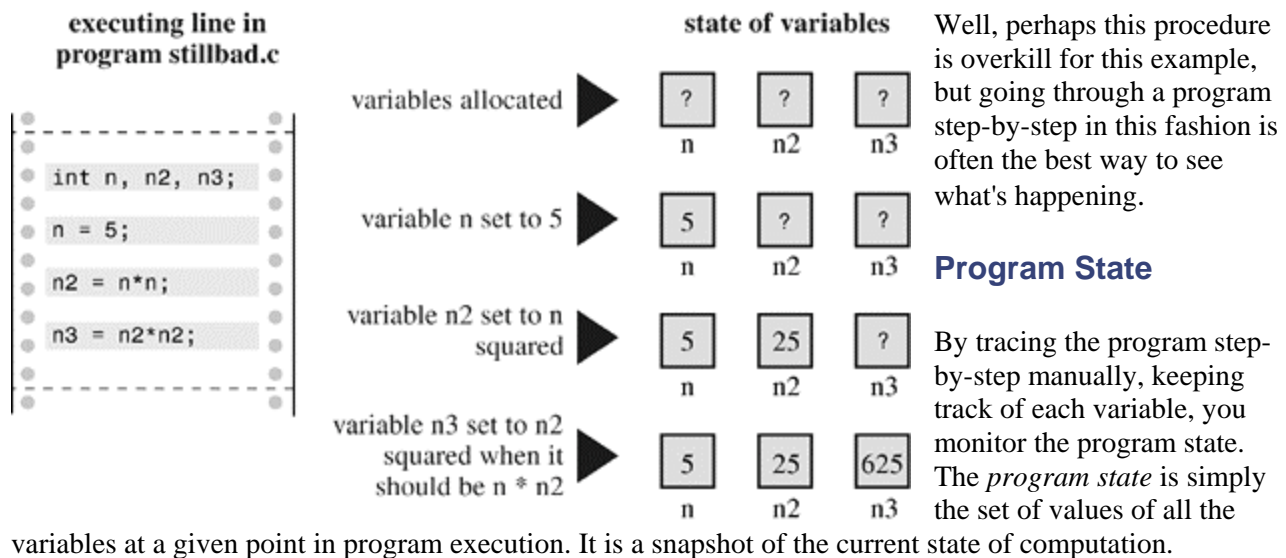 executing line in
program stillbad.c
int n, n2, n3;
n = 5;
n2 = n*n;
n3 = n2*n2;
state of variables
variables allocated
? ? ?
n n2 n3
variable n set to 5
5 ? ?
n n2 n3
variable n2 set to n
squared
5 25 ?
n n2 n3
variable n3 set to n2
squared when it
should be n * n2
5 25 625
n n2 n3
Well, perhaps this procedure
is overkill for this example,
but going through a program
step-by-step in this fashion is
often the best way to see
what's happening.
Program State
By tracing the program step-
by-step manually, keeping
track of each variable, you
monitor the program state.
The program state is simply
the set of values of all the
variables at a given point in program execution. It is a snapshot of the current state of computation.